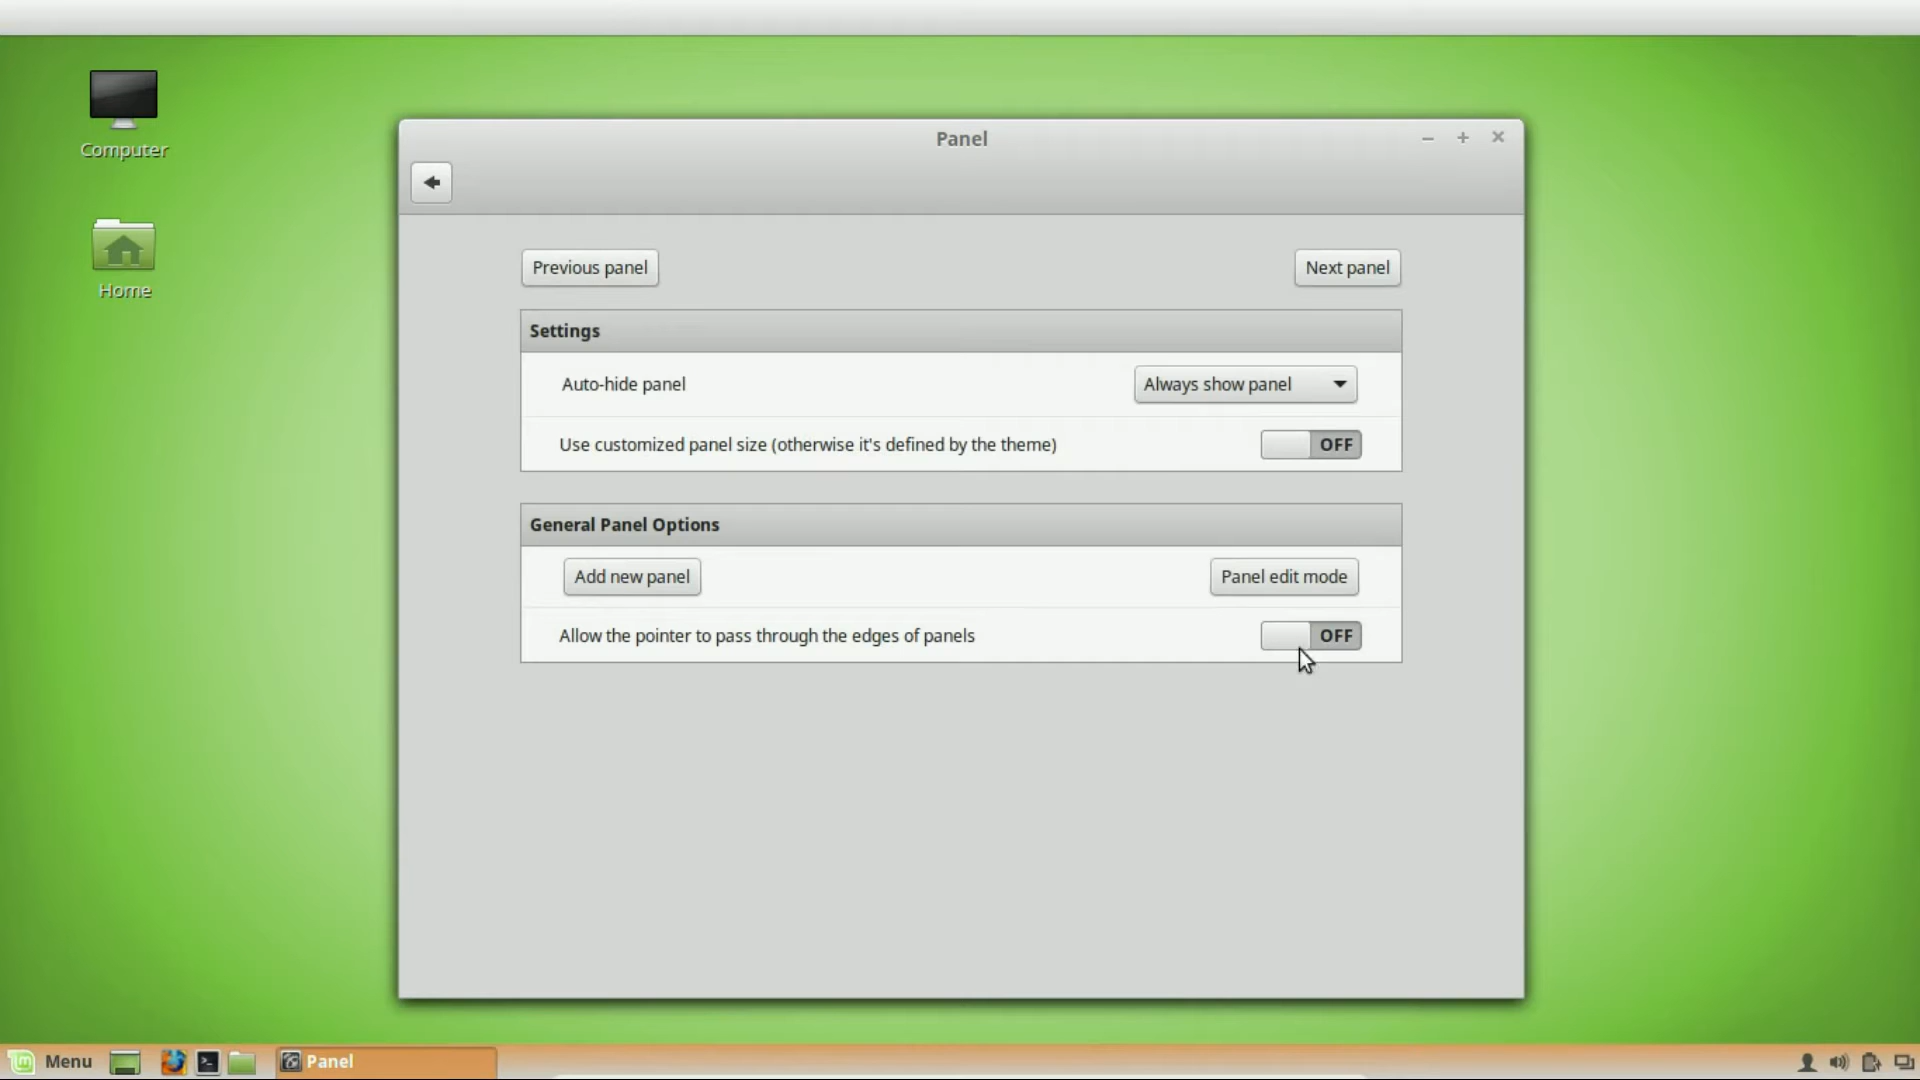 Computer
Home
Panel
Previous panel
Next panel
Settings
Auto-hide panel
Always show panel
Use customized panel size (otherwise it's defined by the theme)
OFF
General Panel Options
Add new panel
Panel edit mode
Allow the pointer to pass through the edges of panels
OFF
Menu
Panel